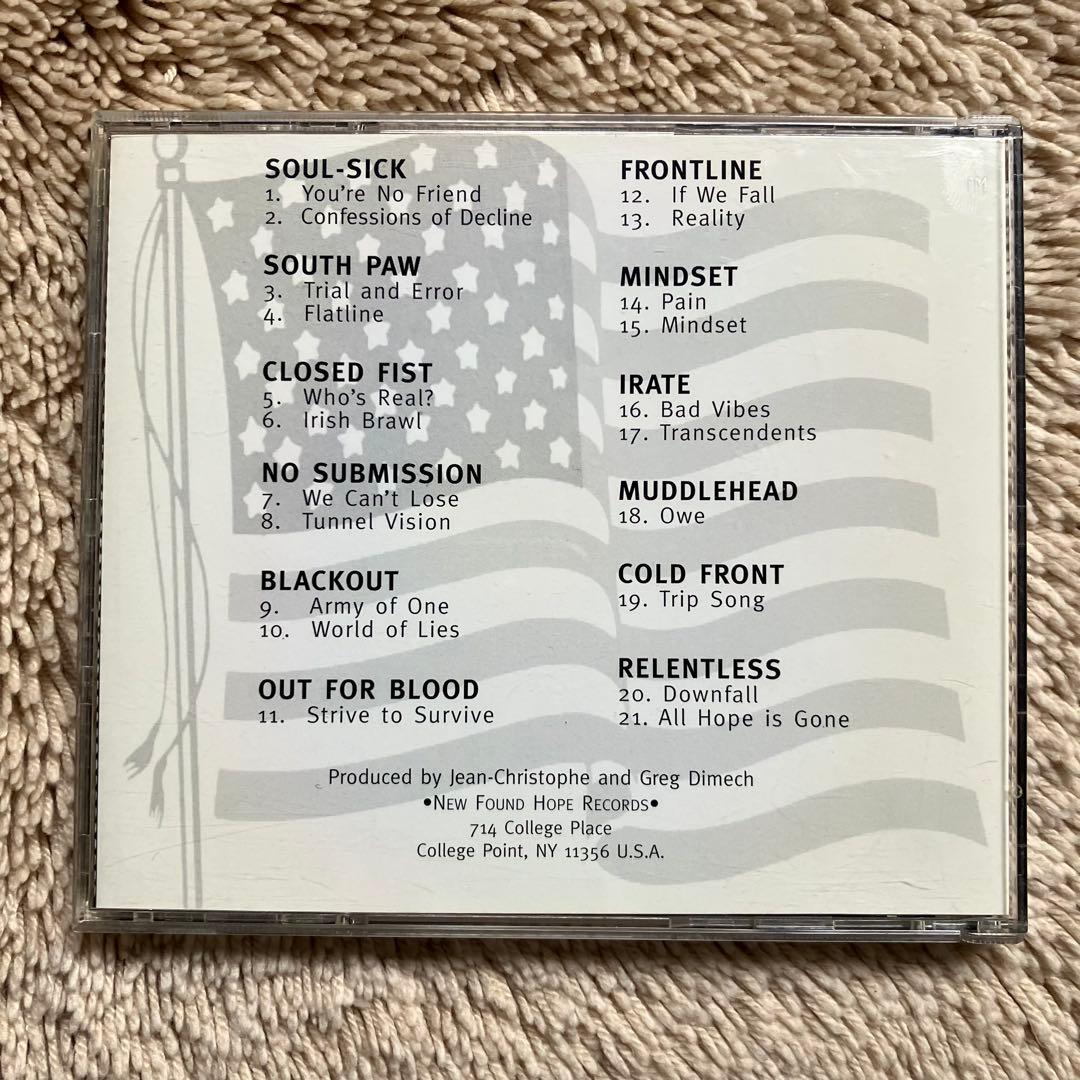 SOUL-SICK
1. You're No Friend
2. Confessions of Decline
SOUTH PAW
3. Trial and Error
4. Flatline
CLOSED FIST
5. Who's Real?
6. Irish Brawl
NO SUBMISSION
7. We Can't Lose
8. Tunnel Vision
BLACKOUT
9. Army of One
10. World of Lies
OUT FOR BLOOD
11. Strive to Survive
FRONTLINE
12. If We Fall
13. Reality
MINDSET
14. Pain
15. Mindset
IRATE
16. Bad Vibes
17. Transcendents
MUDDLEHEAD
18. Owe
COLD FRONT
19. Trip Song
RELENTLESS
20. Downfall
21. All Hope is Gone
Produced by Jean-Christophe and Greg Dimech
•NEW FOUND HOPE RECORDS•
714 College Place
College Point, NY 11356 U.S.A.